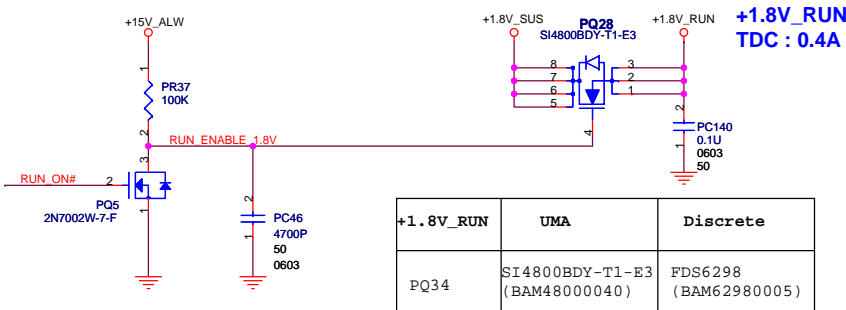 +15V_ALW
+1.8V_SUS
PQ28
SI4800BDY-T1-E3
+1.8V_RUN
+1.8V_RUN
TDC : 0.4A
1
PR37
100K
2
8
7
6
5
3
2
1
4
2
PC140
0.1U
0603
50
1
RUN_ENABLE_1.8V
3
RUN_ON#
2
PQ5
2N7002W-7-F
1
2
PC46
4700P
50
0603
1
+1.8V_RUN
UMA
Discrete
PQ34
SI4800BDY-T1-E3
(BAM48000040)
FDS6298
(BAM62980005)